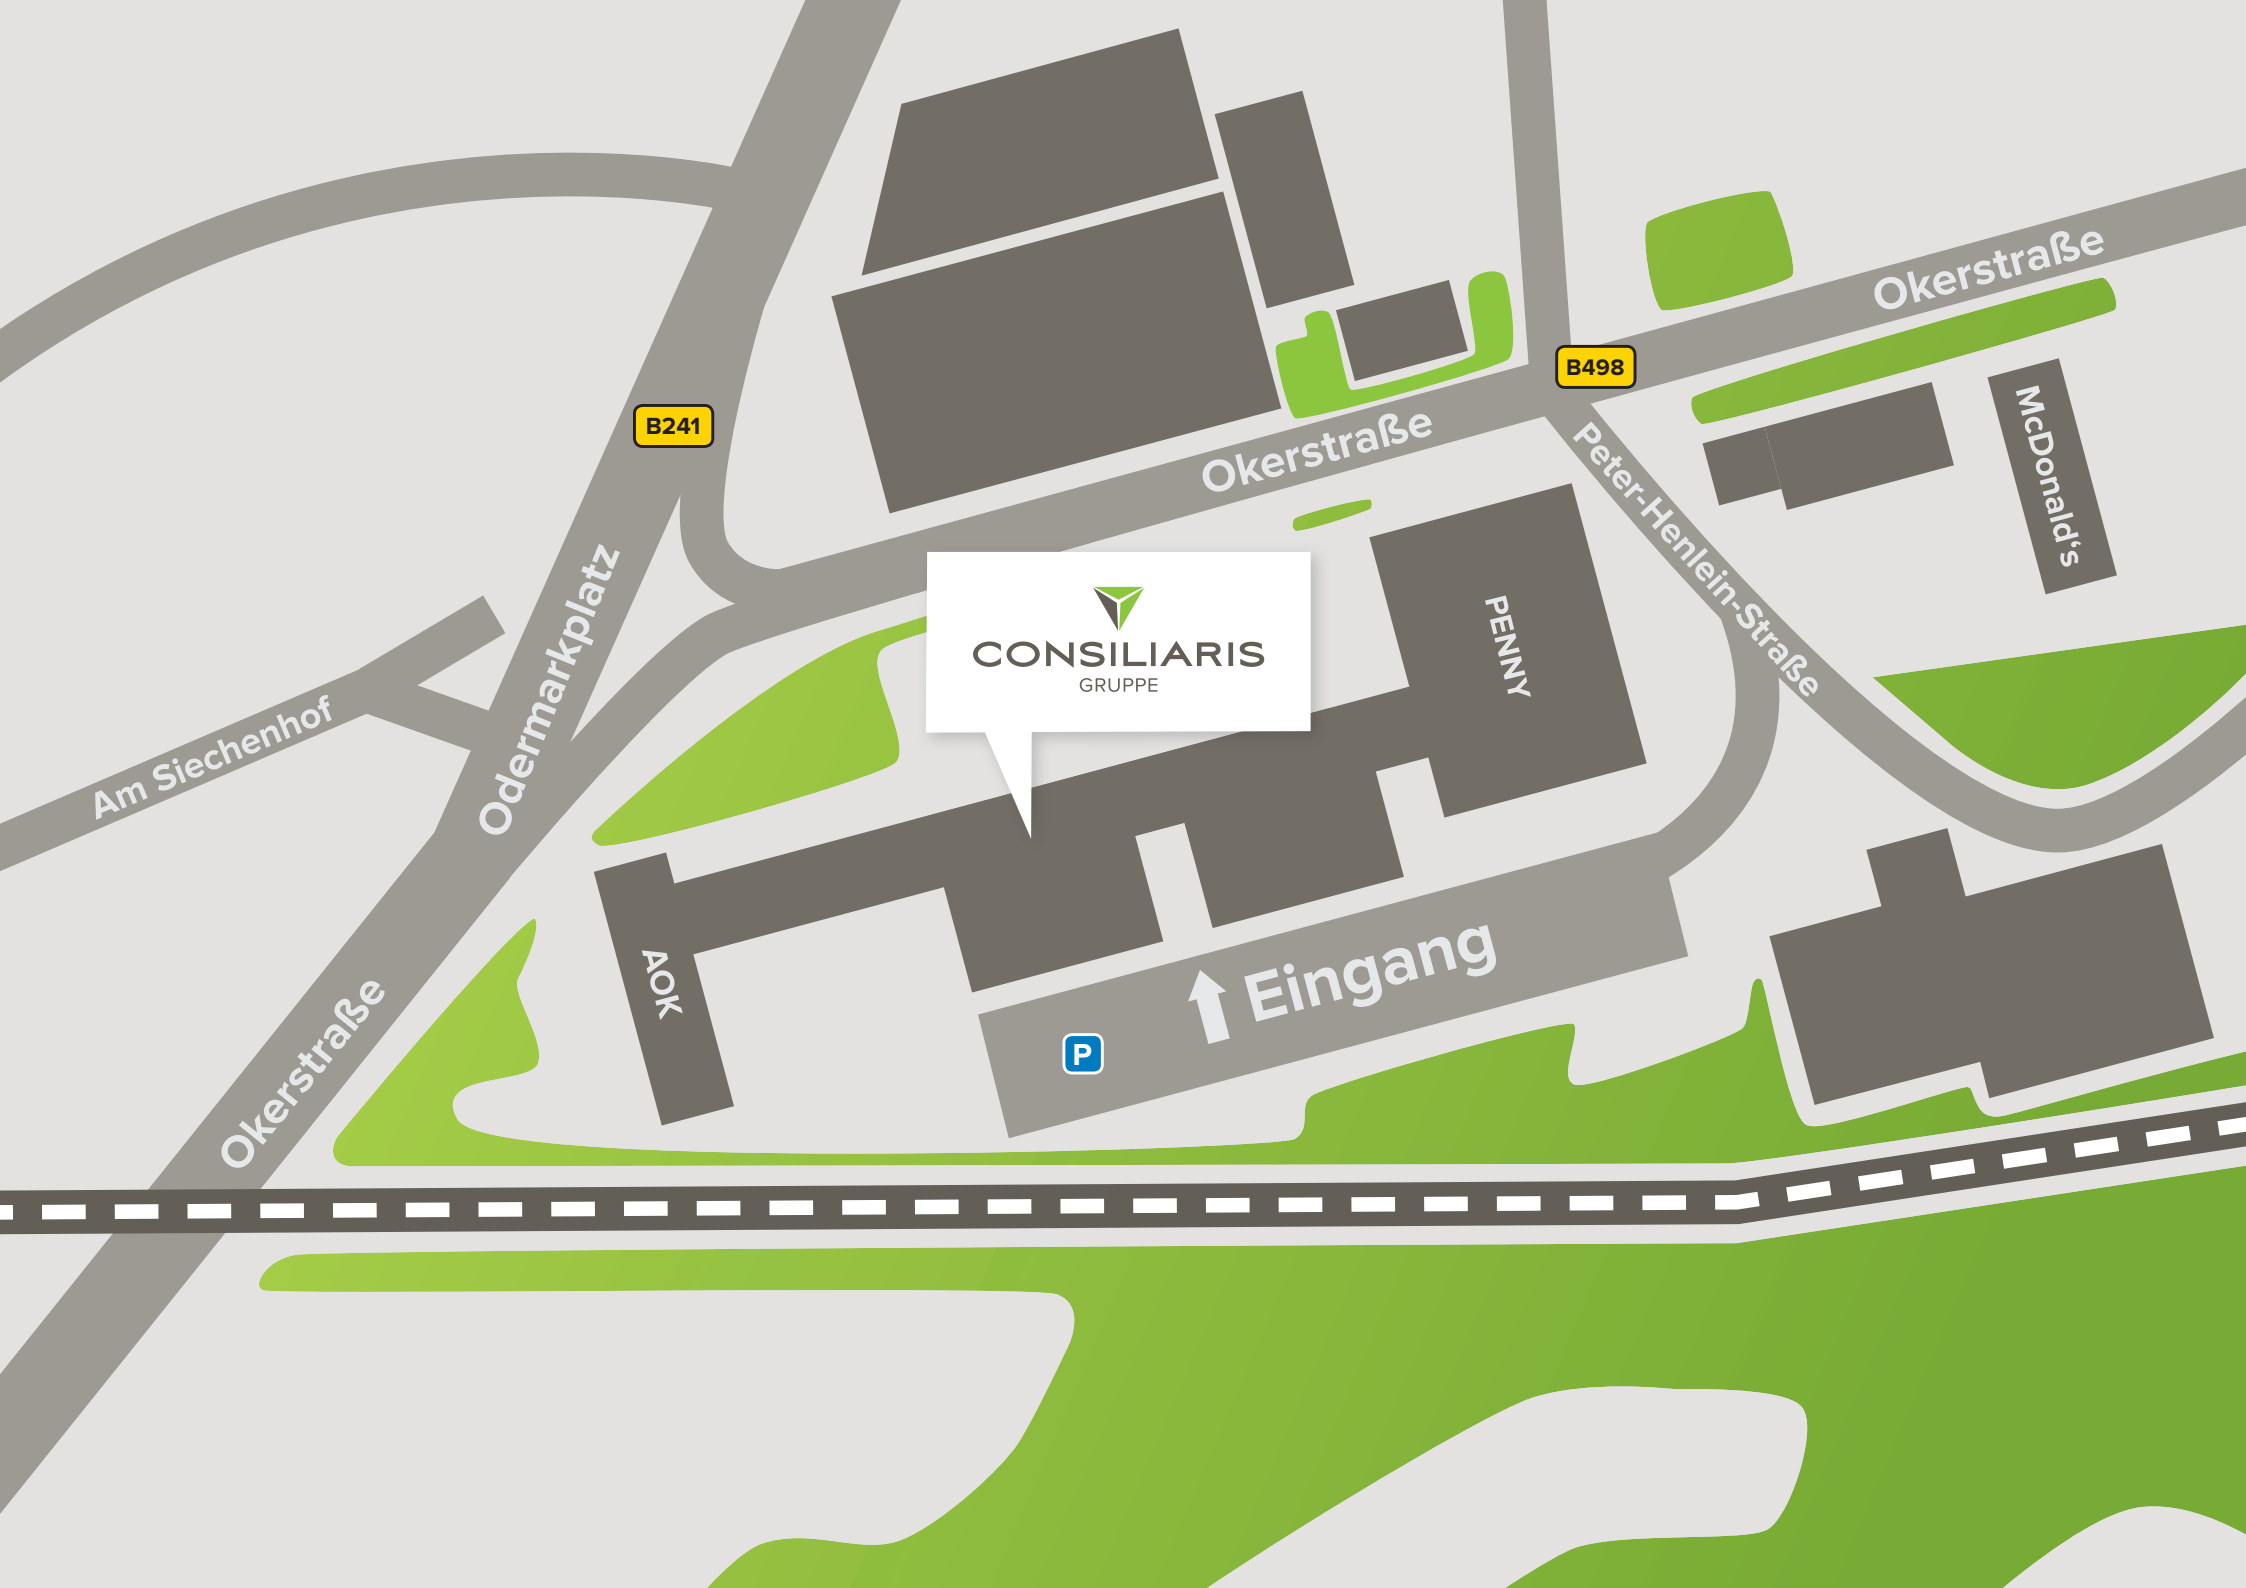 Okerstraße
B498
McDonald's
B241
Okerstraße
Peter-Henlein-Straße
Odermarkplatz
CONSILIARIS
GRUPPE
PENNY
Am Siechenhof
AOK
Eingang
P
Okerstraße